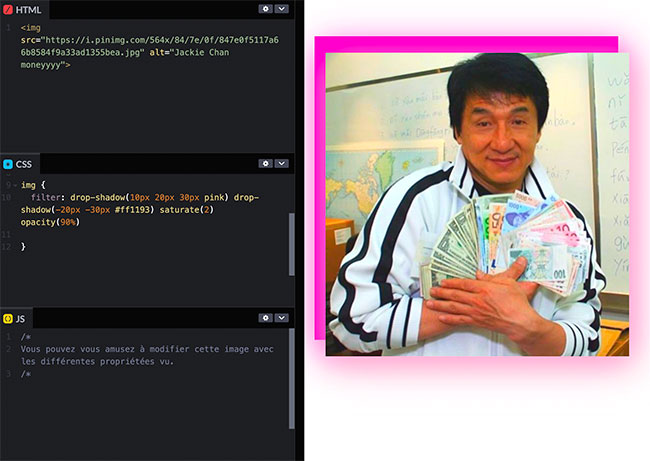 HTML
1 <img
src="https://i.pinimg.com/564x/84/7e/0f/847e0f5117a6
6b8584f9a33ad1355bea.jpg" alt="Jackie Chan
moneyyyy">
CSS
9 img {
10 filter: drop-shadow(10px 20px 30px pink) drop-
shadow(-20px -30px #ff1193) saturate(2)
opacity(90%)
11
12 }
JS
1 /*
2 Vous pouvez vous amusez à modifier cette image avec
les différentes propriétées vu.
3 /*